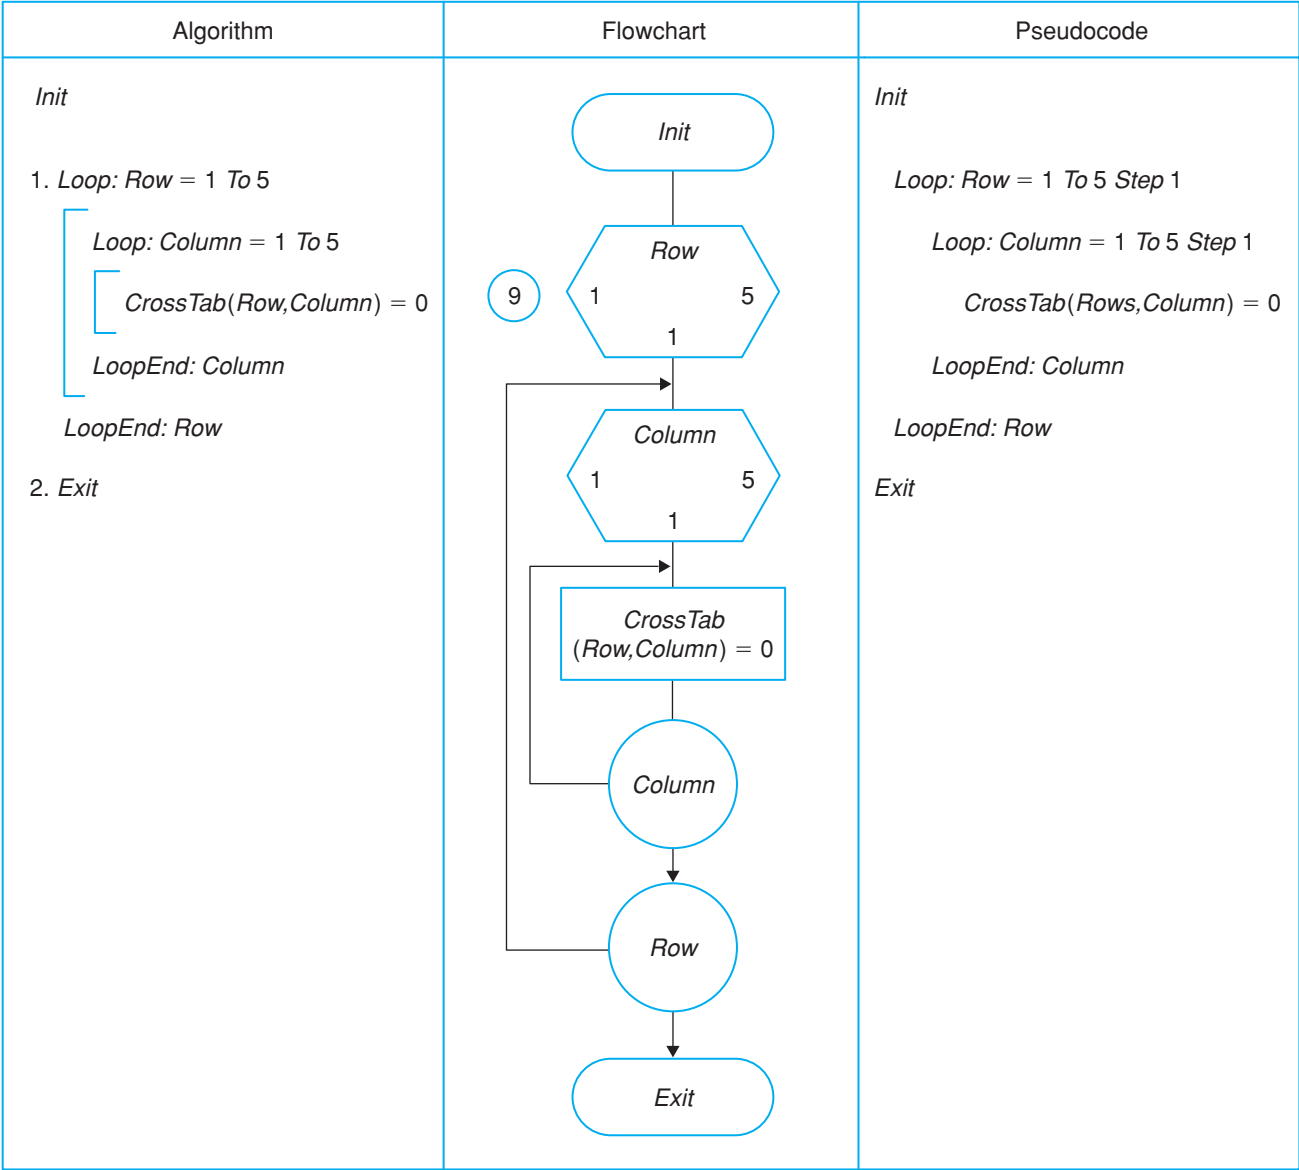 Algorithm
Init
1. Loop: Row = 1 To 5
Loop: Column = 1 To 5
CrossTab(Row,Column) = 0
LoopEnd: Column
LoopEnd: Row
2. Exit
Flowchart
Init
Row
9
1
5
1
Column
1
5
1
CrossTab
(Row,Column) = 0
Column
Row
Exit
Pseudocode
Init
Loop: Row = 1 To 5 Step 1
Loop: Column = 1 To 5 Step 1
CrossTab(Rows,Column) = 0
LoopEnd: Column
LoopEnd: Row
Exit